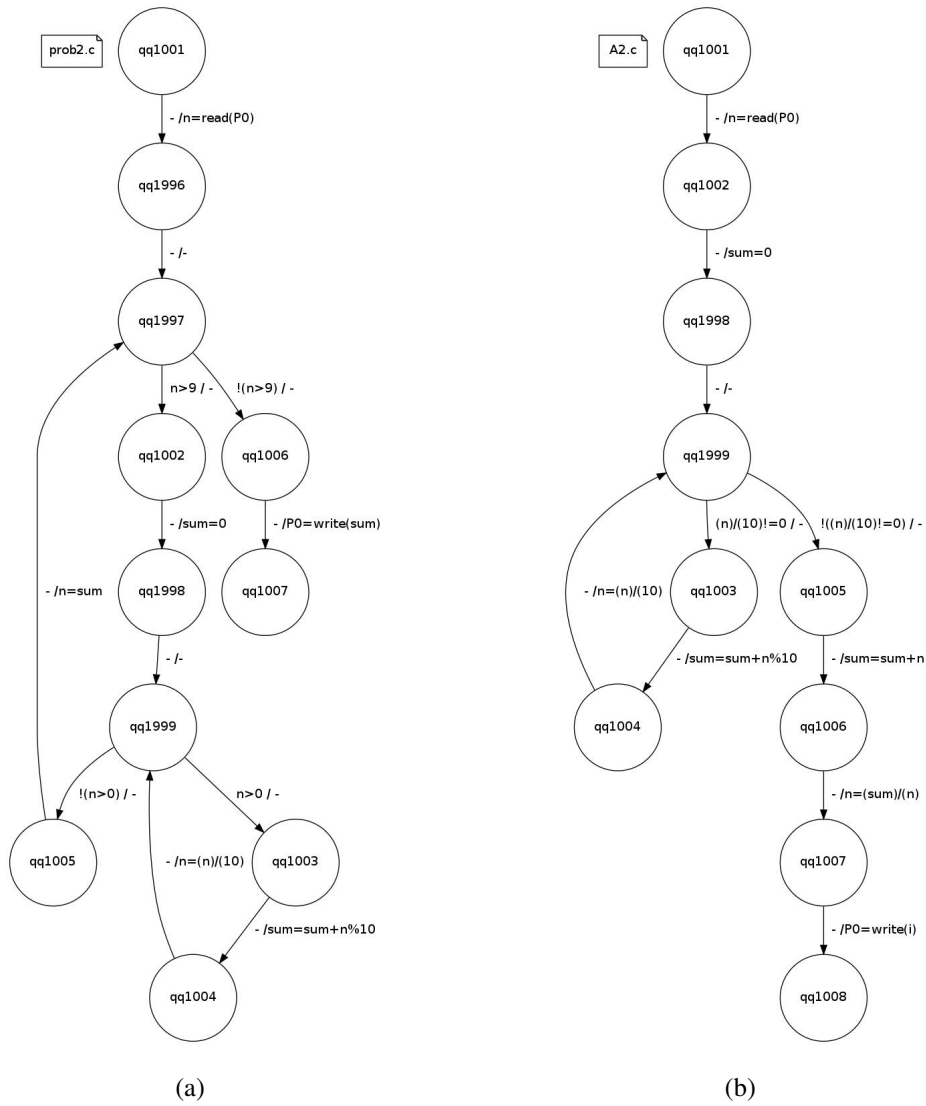 prob2.c
qq1001
- /n=read(P0)
qq1996
- /-
qq1997
n>9 / -
!(n>9) / -
qq1002
qq1006
- /sum=0
- /P0=write(sum)
- /n=sum
qq1998
qq1007
- /-
qq1999
!(n>0) / -
n>0 / -
qq1005
- /n=(n)/(10)
qq1003
- /sum=sum+n%10
qq1004
(a)
A2.c
qq1001
- /n=read(P0)
qq1002
- /sum=0
qq1998
- /-
qq1999
(n)/(10)!=0 / -
!((n)/(10)!=0) / -
- /n=(n)/(10)
qq1003
qq1005
- /sum=sum+n%10
- /sum=sum+n
qq1004
qq1006
- /n=(sum)/(n)
qq1007
- /P0=write(i)
qq1008
(b)